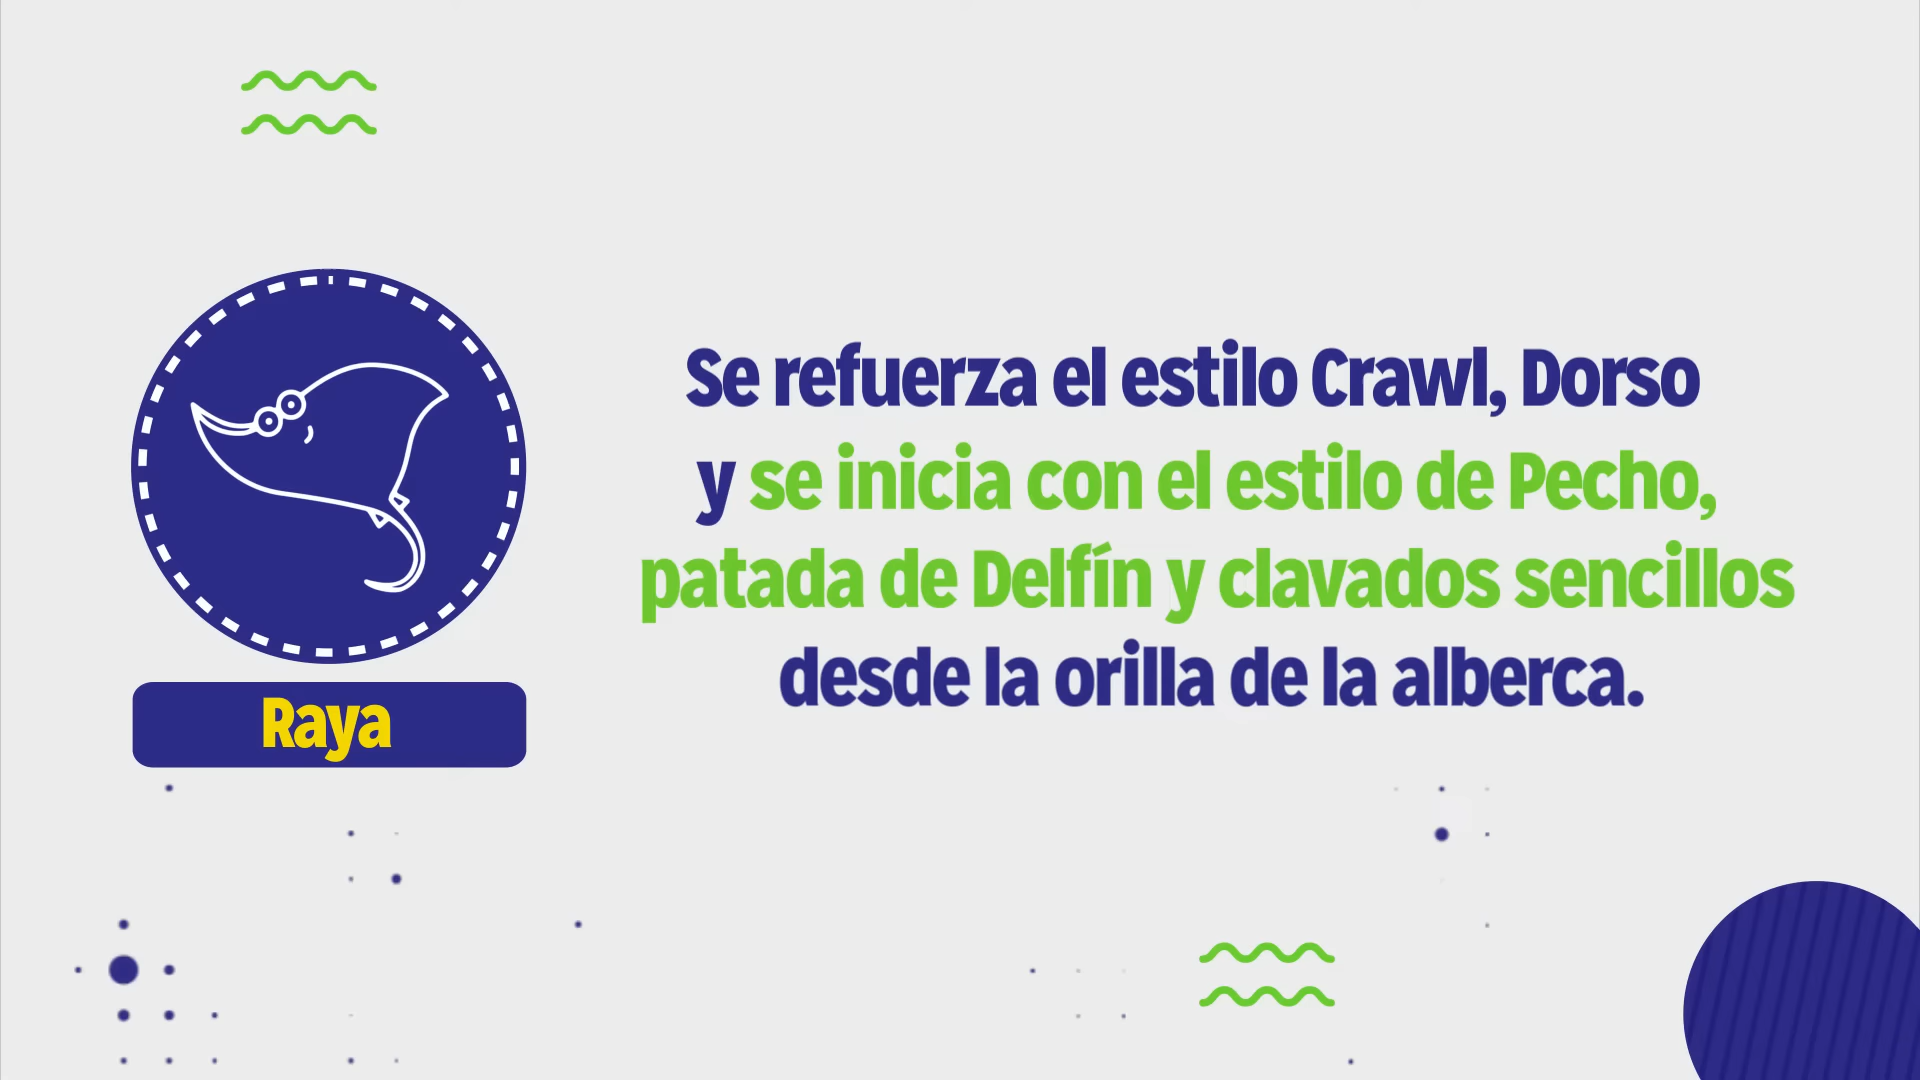 Se refuerza el estilo Crawl, Dorso
y se inicia con el estilo de Pecho,
patada de Delfín y clavados sencillos
desde la orilla de la alberca.
Raya